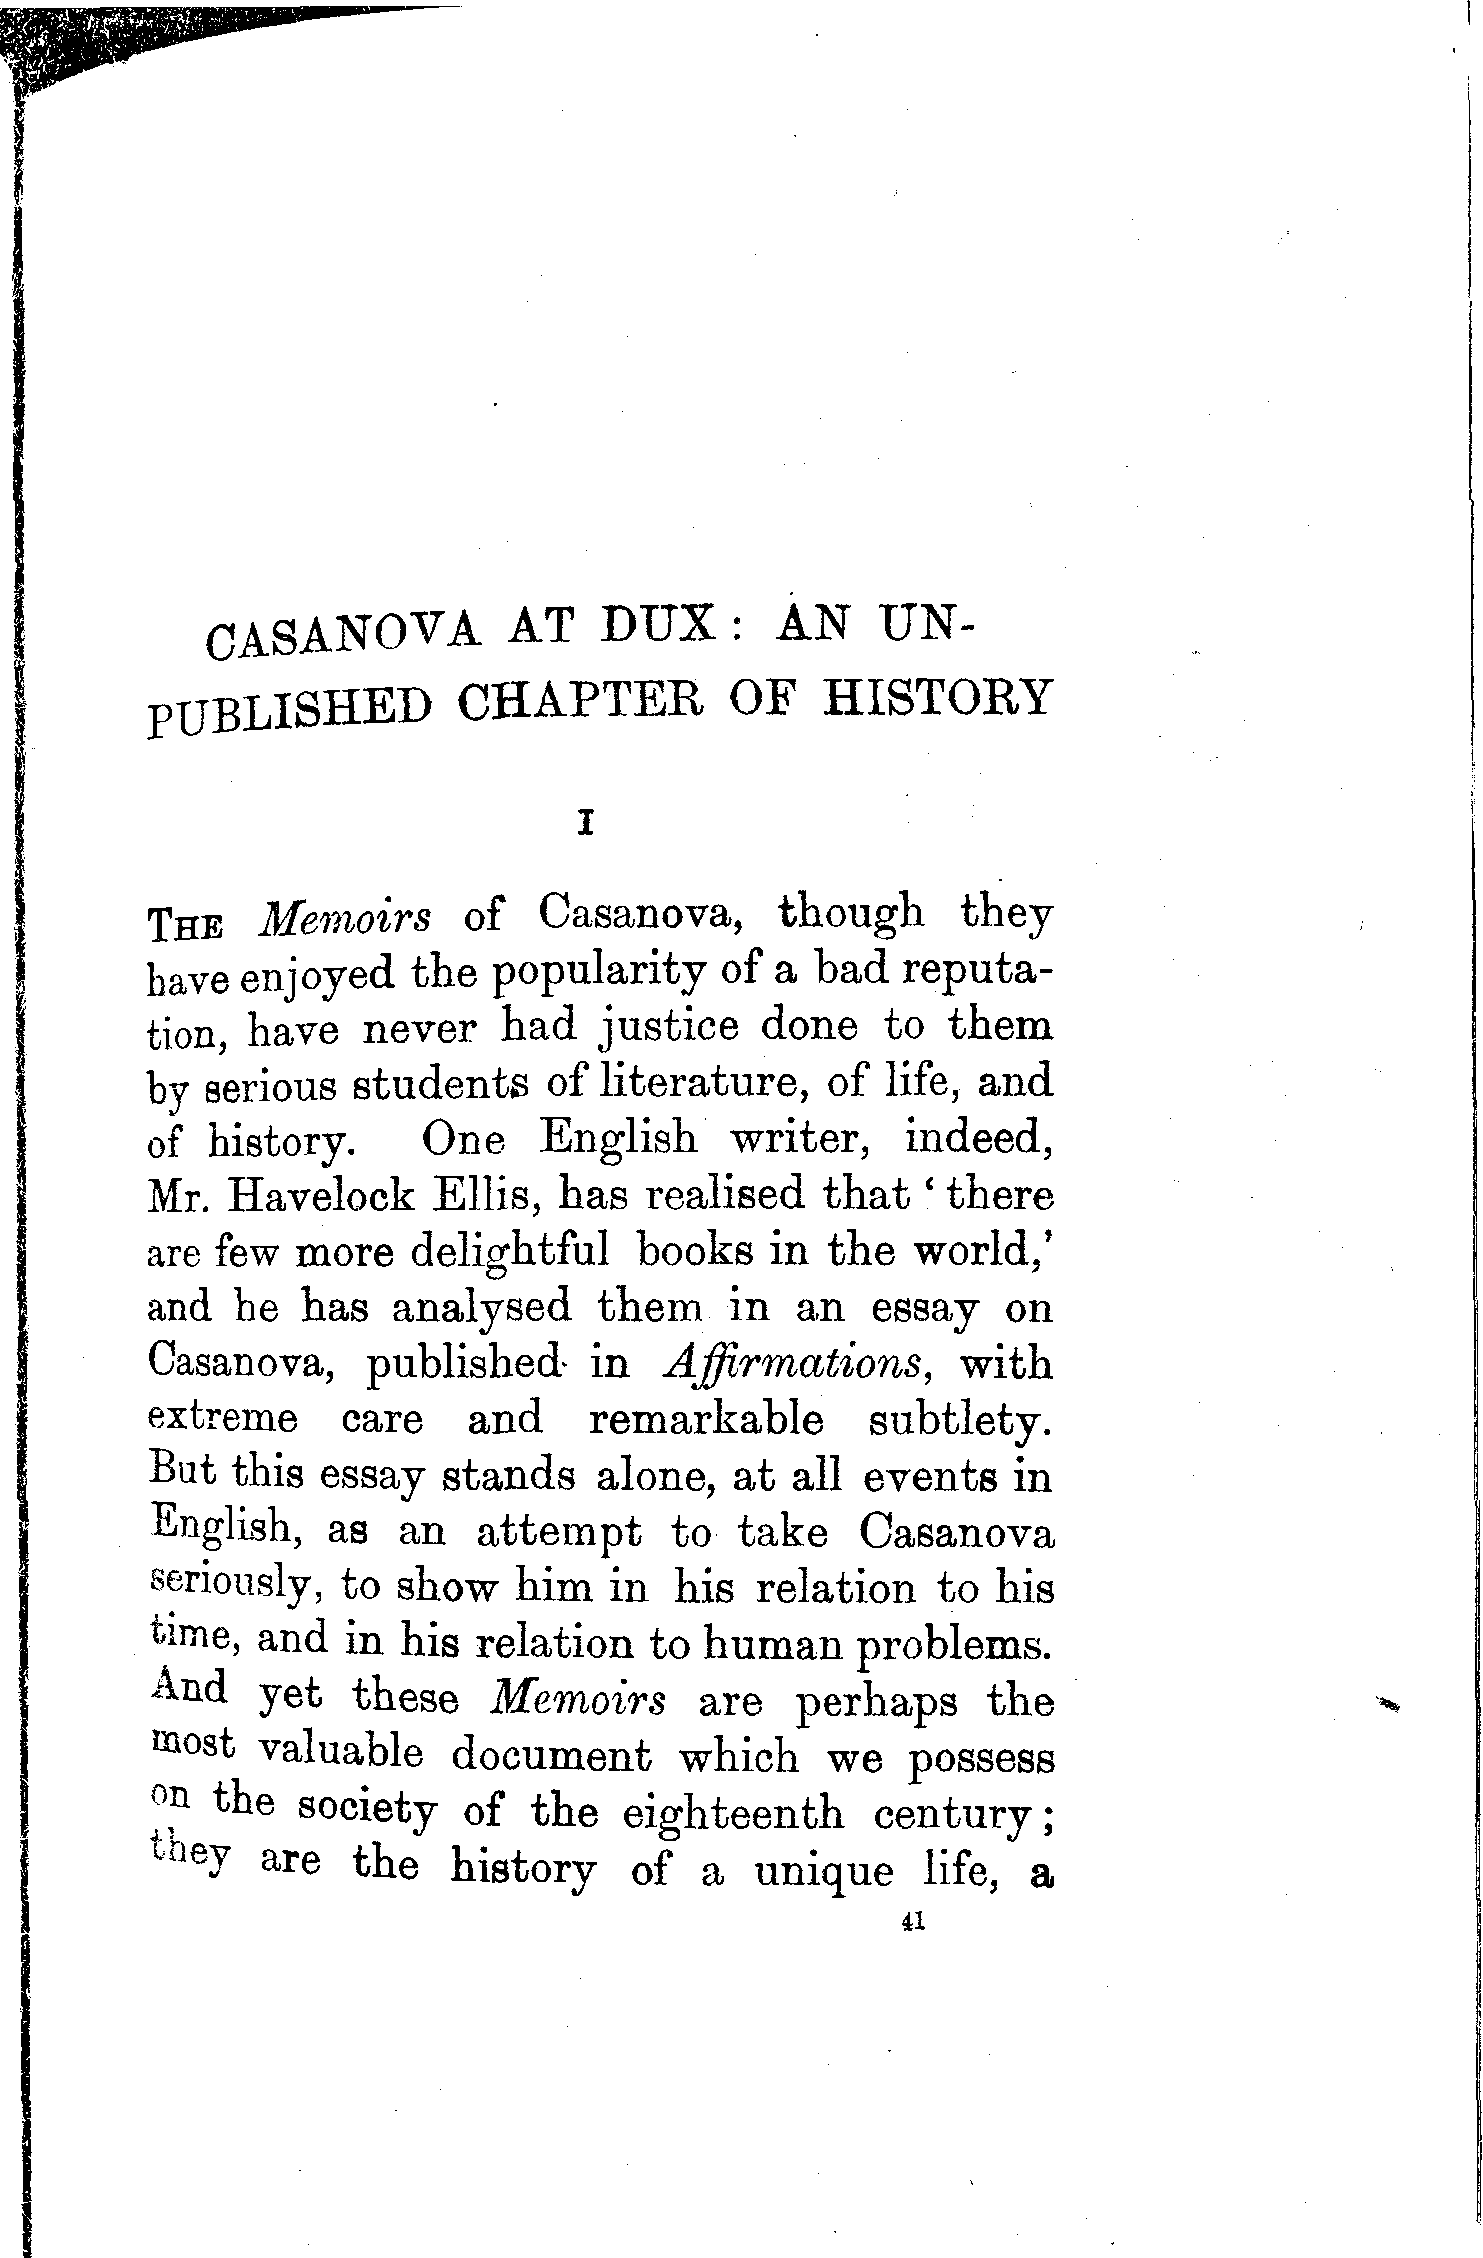 CASANOVA AT DUX: AN UN-
PUBLISHED CHAPTER OF HISTORY
I
THE Memoirs of Casanova, though they
have enjoyed the popularity of a bad reputa-
tion, have never had justice done to them
by serious students of literature, of life, and
of history. One English writer, indeed,
Mr. Havelock Ellis, has realised that ‘ there
are few more delightful books in the world,’
and he has analysed them in an essay on
Casanova, published in Affirmations, with
extreme care and remarkable subtlety.
But this essay stands alone, at all events in
English, as an attempt to take Casanova
seriously, to show him in his relation to his
time, and in his relation to human problems.
And yet these Memoirs are perhaps the
most valuable document which we possess
on the society of the eighteenth century;
they are the history of a unique life, a
41